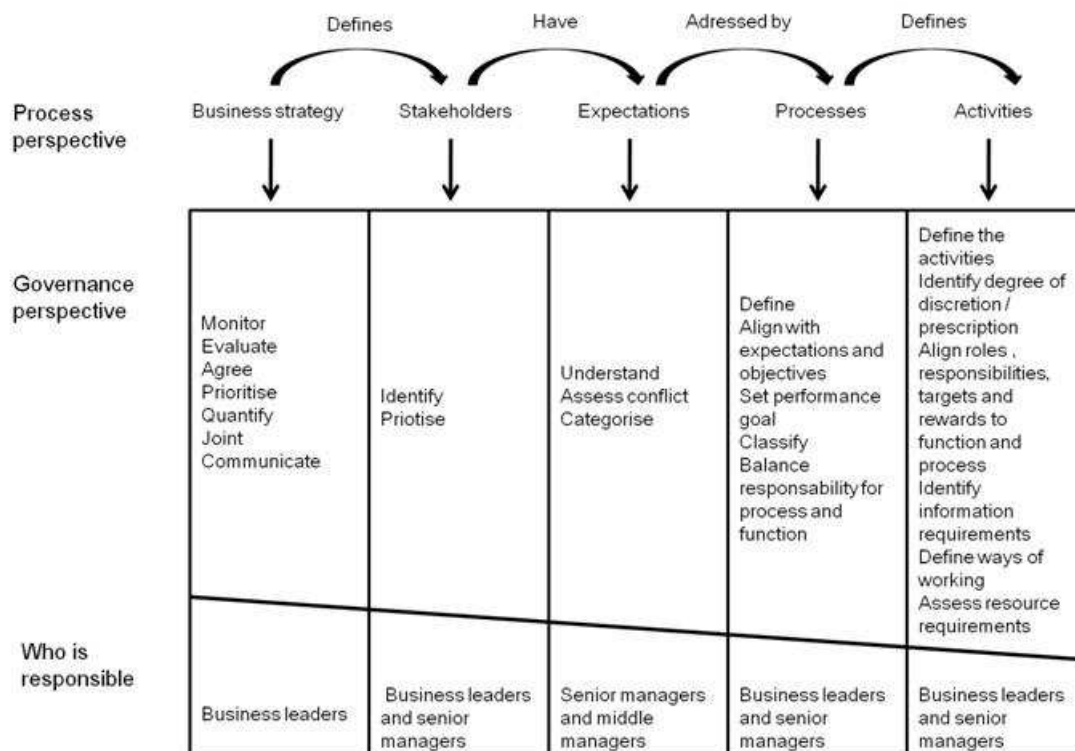 Defines
Have
Adressed by
Defines
Process
perspective
Business strategy
Stakeholders
Expectations
Processes
Activities
Governance
perspective
Monitor
Evaluate
Agree
Prioritise
Quantify
Joint
Communicate
Identify
Priotise
Understand
Assess conflict
Categorise
Define
Align with
expectations and
objectives
Set performance
goal
Classify
Balance
responsability for
process and
function
Define the
activities
Identify degree of
discretion /
prescription
Align roles ,
responsibilities,
targets and
rewards to
function and
process
Identify
information
requirements
Define ways of
working
Assess resource
requirements
Who is
responsible
Business leaders
Business leaders
and senior
managers
Senior managers
and middle
managers
Business leaders
and senior
managers
Business leaders
and senior
managers